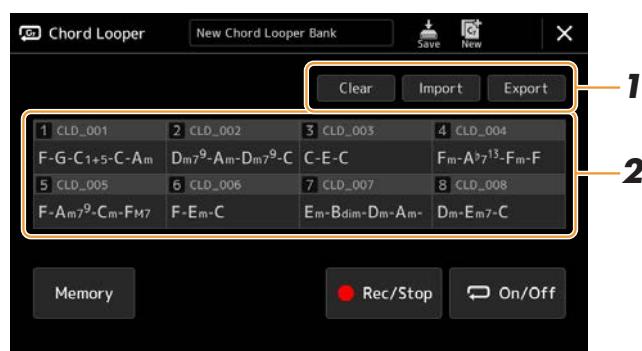 Chord Looper New Chord Looper Bank Save New
Clear Import Export 1
1 CLD_001 2 CLD_002 3 CLD_003 4 CLD_004
F-G-C1+5-C-Am Dm7⁹-Am-Dm7⁹-C C-E-C Fm-A♭7¹³-Fm-F
2
5 CLD_005 6 CLD_006 7 CLD_007 8 CLD_008
F-Am7⁹-Cm-FM7 F-Em-C Em-Bdim-Dm-Am- Dm-Em7-C
Memory Rec/Stop On/Off